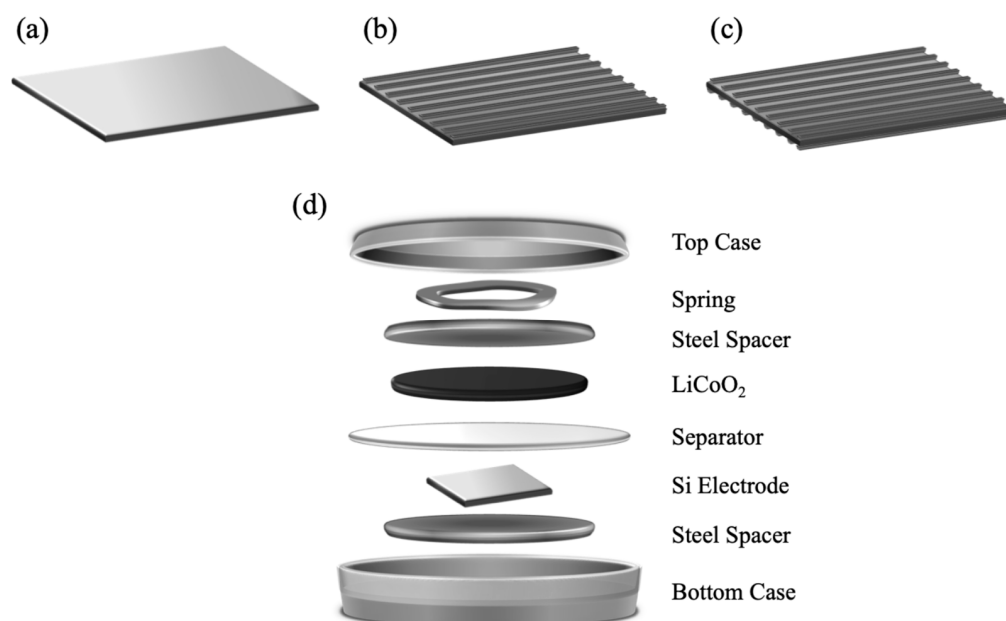 (a)
(b)
(c)
(d)
Top Case
Spring
Steel Spacer
LiCoO₂
Separator
Si Electrode
Steel Spacer
Bottom Case